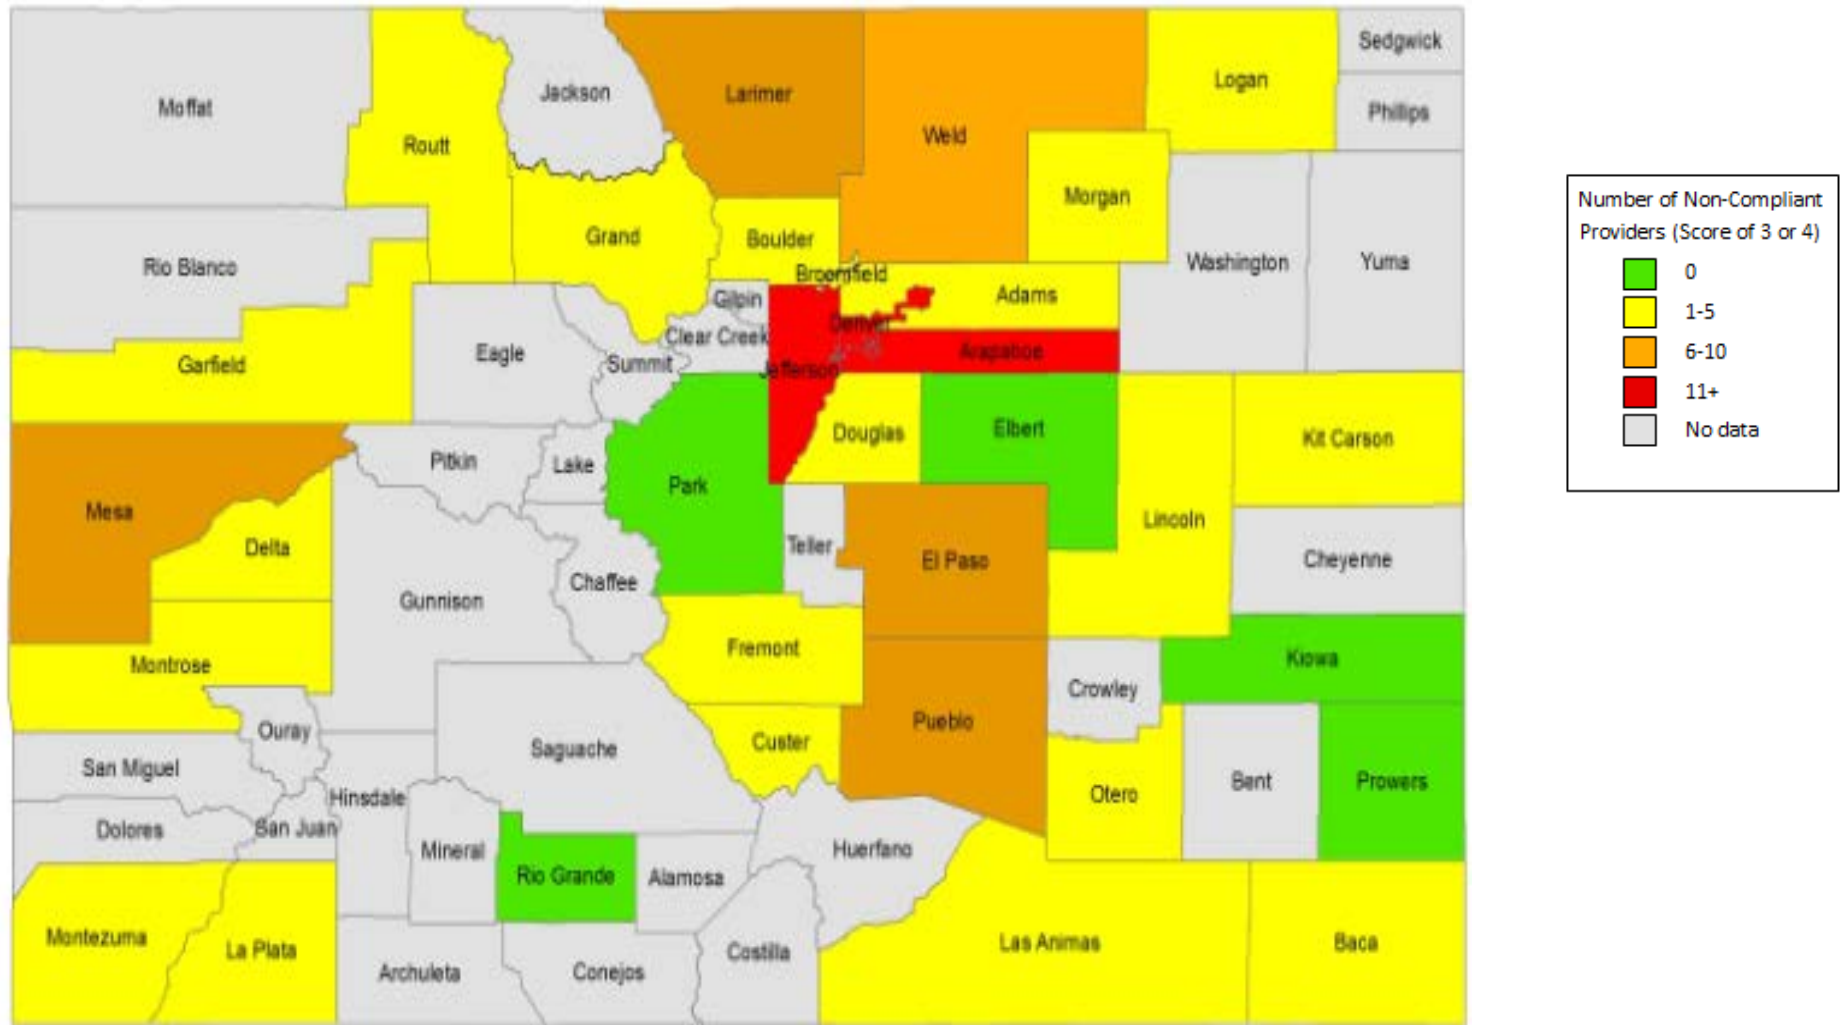 Sedgwick
Logan
Moffat
Jackson
Larimer
Phillips
Weld
Routt
Morgan
Grand
Boulder
Rio Blanco
Washington
Yuma
Broomfield
Gilpin
Adams
Denver
Clear Creek
Eagle
Arapahoe
Garfield
Summit
Jefferson
Douglas
Elbert
Kit Carson
Pitkin
Lake
Park
Mesa
Lincoln
Delta
Teller
El Paso
Cheyenne
Chaffee
Gunnison
Fremont
Kiowa
Montrose
Crowley
Pueblo
Ouray
Custer
Saguache
San Miguel
Bent
Prowers
Otero
Hinsdale
Dolores
San Juan
Mineral
Huerfano
Rio Grande
Alamosa
Montezuma
La Plata
Las Animas
Baca
Costilla
Archuleta
Conejos
Number of Non-Compliant
Providers (Score of 3 or 4)
0
1-5
6-10
11+
No data